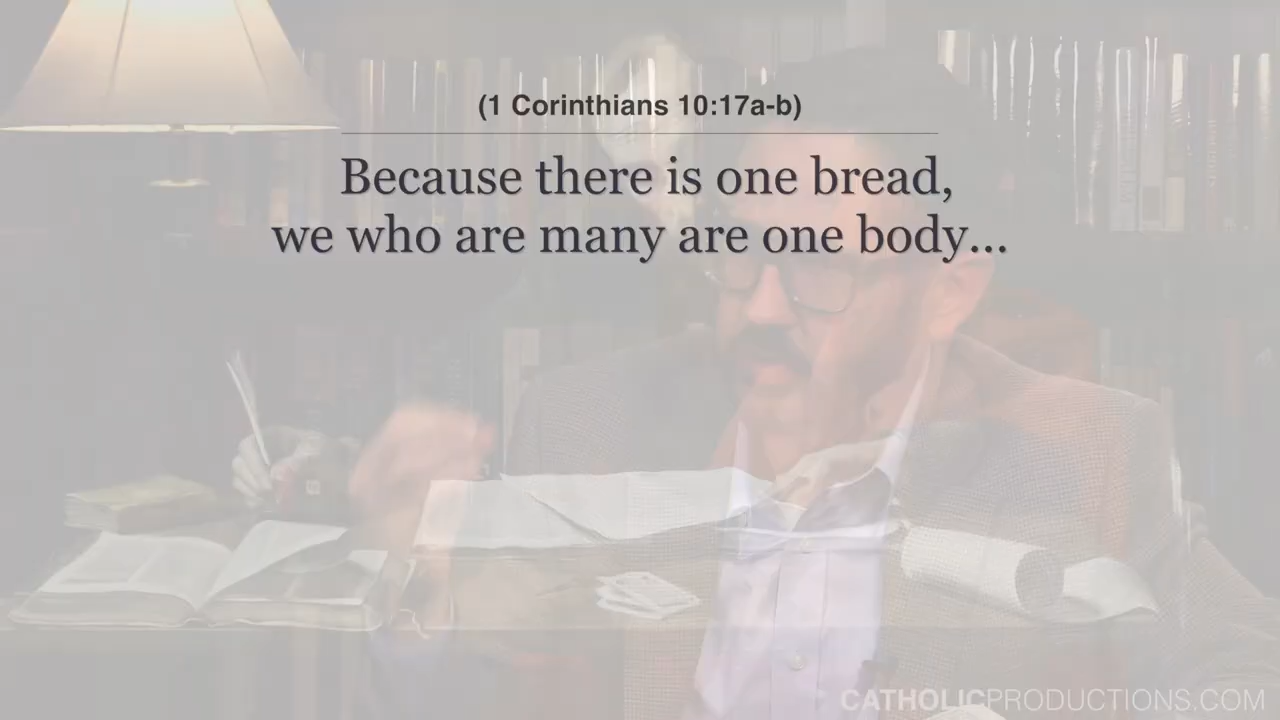 (1 Corinthians 10:17a-b)
Because there is one bread,
we who are many are one body...
CATHOLICPRODUCTIONS.COM